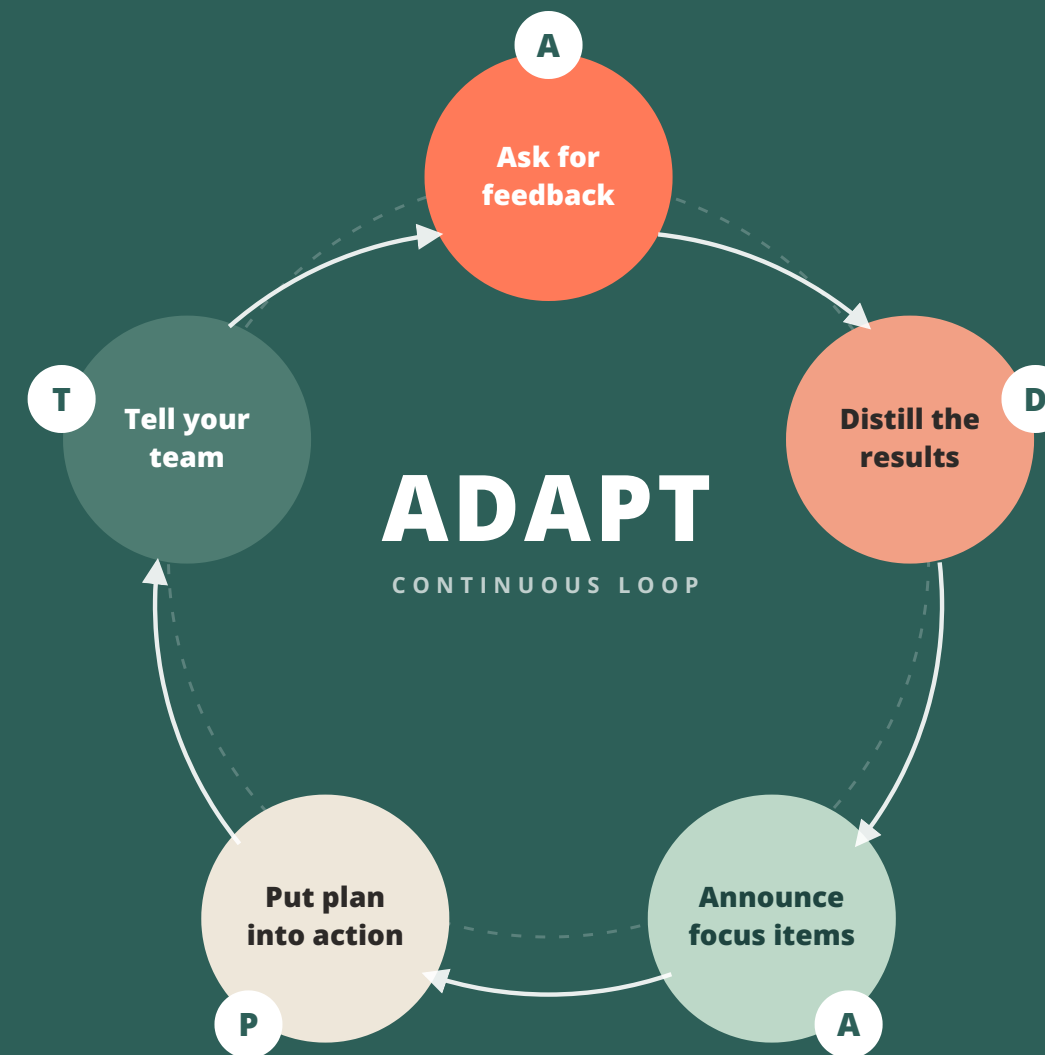 A
Ask for
feedback
D
Distill the
results
A
Announce
focus items
P
Put plan
into action
T
Tell your
team
ADAPT
CONTINUOUS LOOP